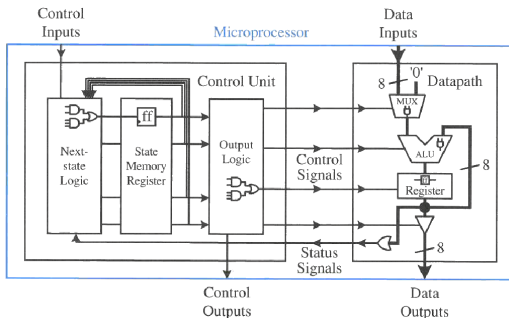 Control
Inputs
Microprocessor
Data
Inputs
Control Unit
8
'0'
Datapath
MUX
ff
Next-
state
Logic
State
Memory
Register
Output
Logic
Control
Signals
ALU
8
ff
Register
Status
Signals
8
Control
Outputs
Data
Outputs